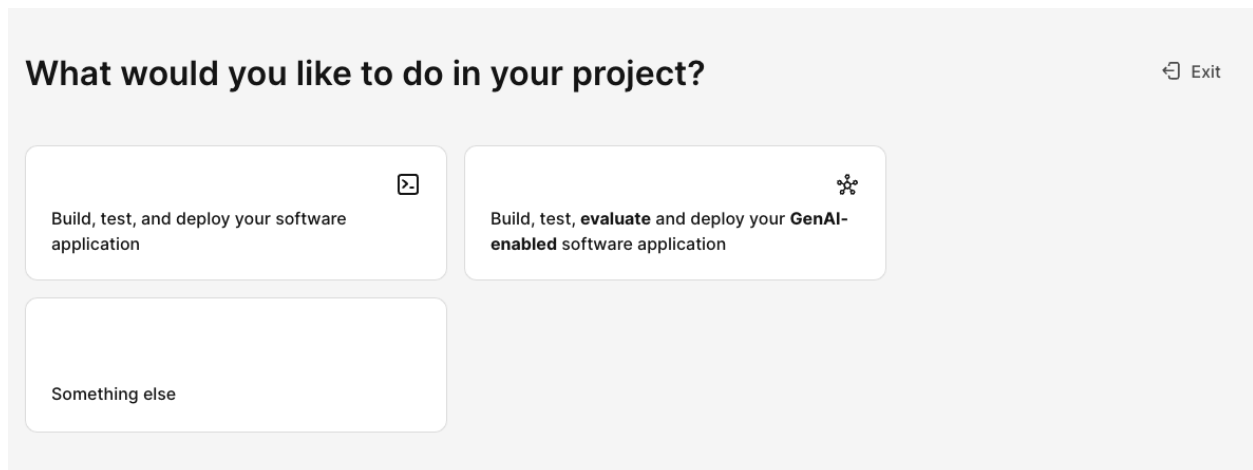 What would you like to do in your project?
Exit
Build, test, and deploy your software
application
Build, test, evaluate and deploy your GenAI-
enabled software application
Something else